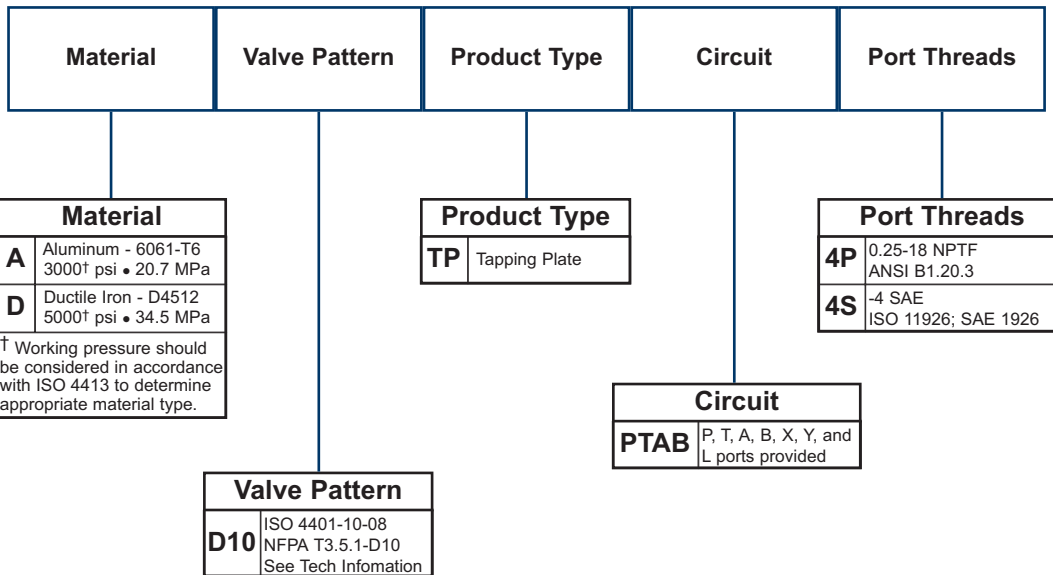 Material
Valve Pattern
Product Type
Circuit
Port Threads
Material
A
Aluminum - 6061-T6
3000† psi • 20.7 MPa
D
Ductile Iron - D4512
5000† psi • 34.5 MPa
† Working pressure should
be considered in accordance
with ISO 4413 to determine
appropriate material type.
Product Type
TP
Tapping Plate
Port Threads
4P
0.25-18 NPTF
ANSI B1.20.3
4S
-4 SAE
ISO 11926; SAE 1926
Circuit
PTAB
P, T, A, B, X, Y, and
L ports provided
Valve Pattern
D10
ISO 4401-10-08
NFPA T3.5.1-D10
See Tech Infomation